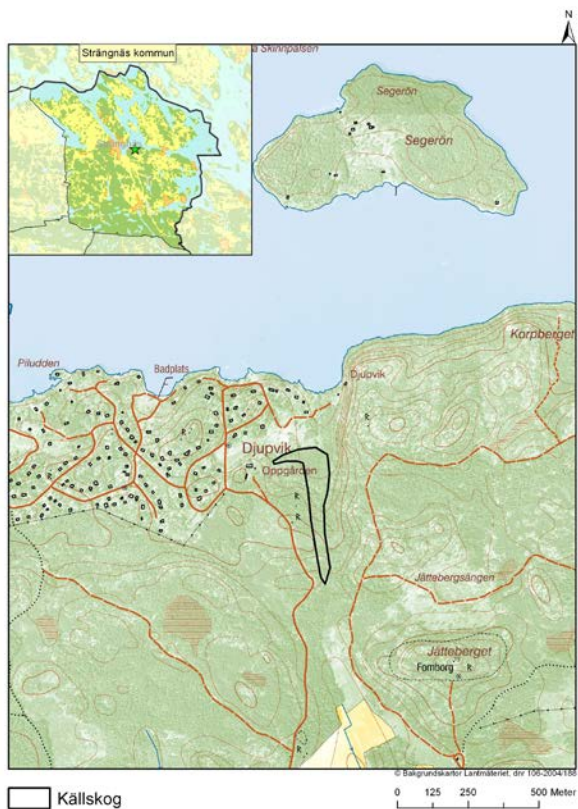 N
Strängnäs kommun
a Skinnpälsen
Segerön
Segerön
Korpberget
Piludden
Badplats
Djupvik
Djupvik
Oppgården
R
R
R
Jättebergsängen
Jätteberget
Fornborg R
R
© Bakgrundskartor Lantmäteriet, dnr 106-2004/188
Källskog
0 125 250 500 Meter